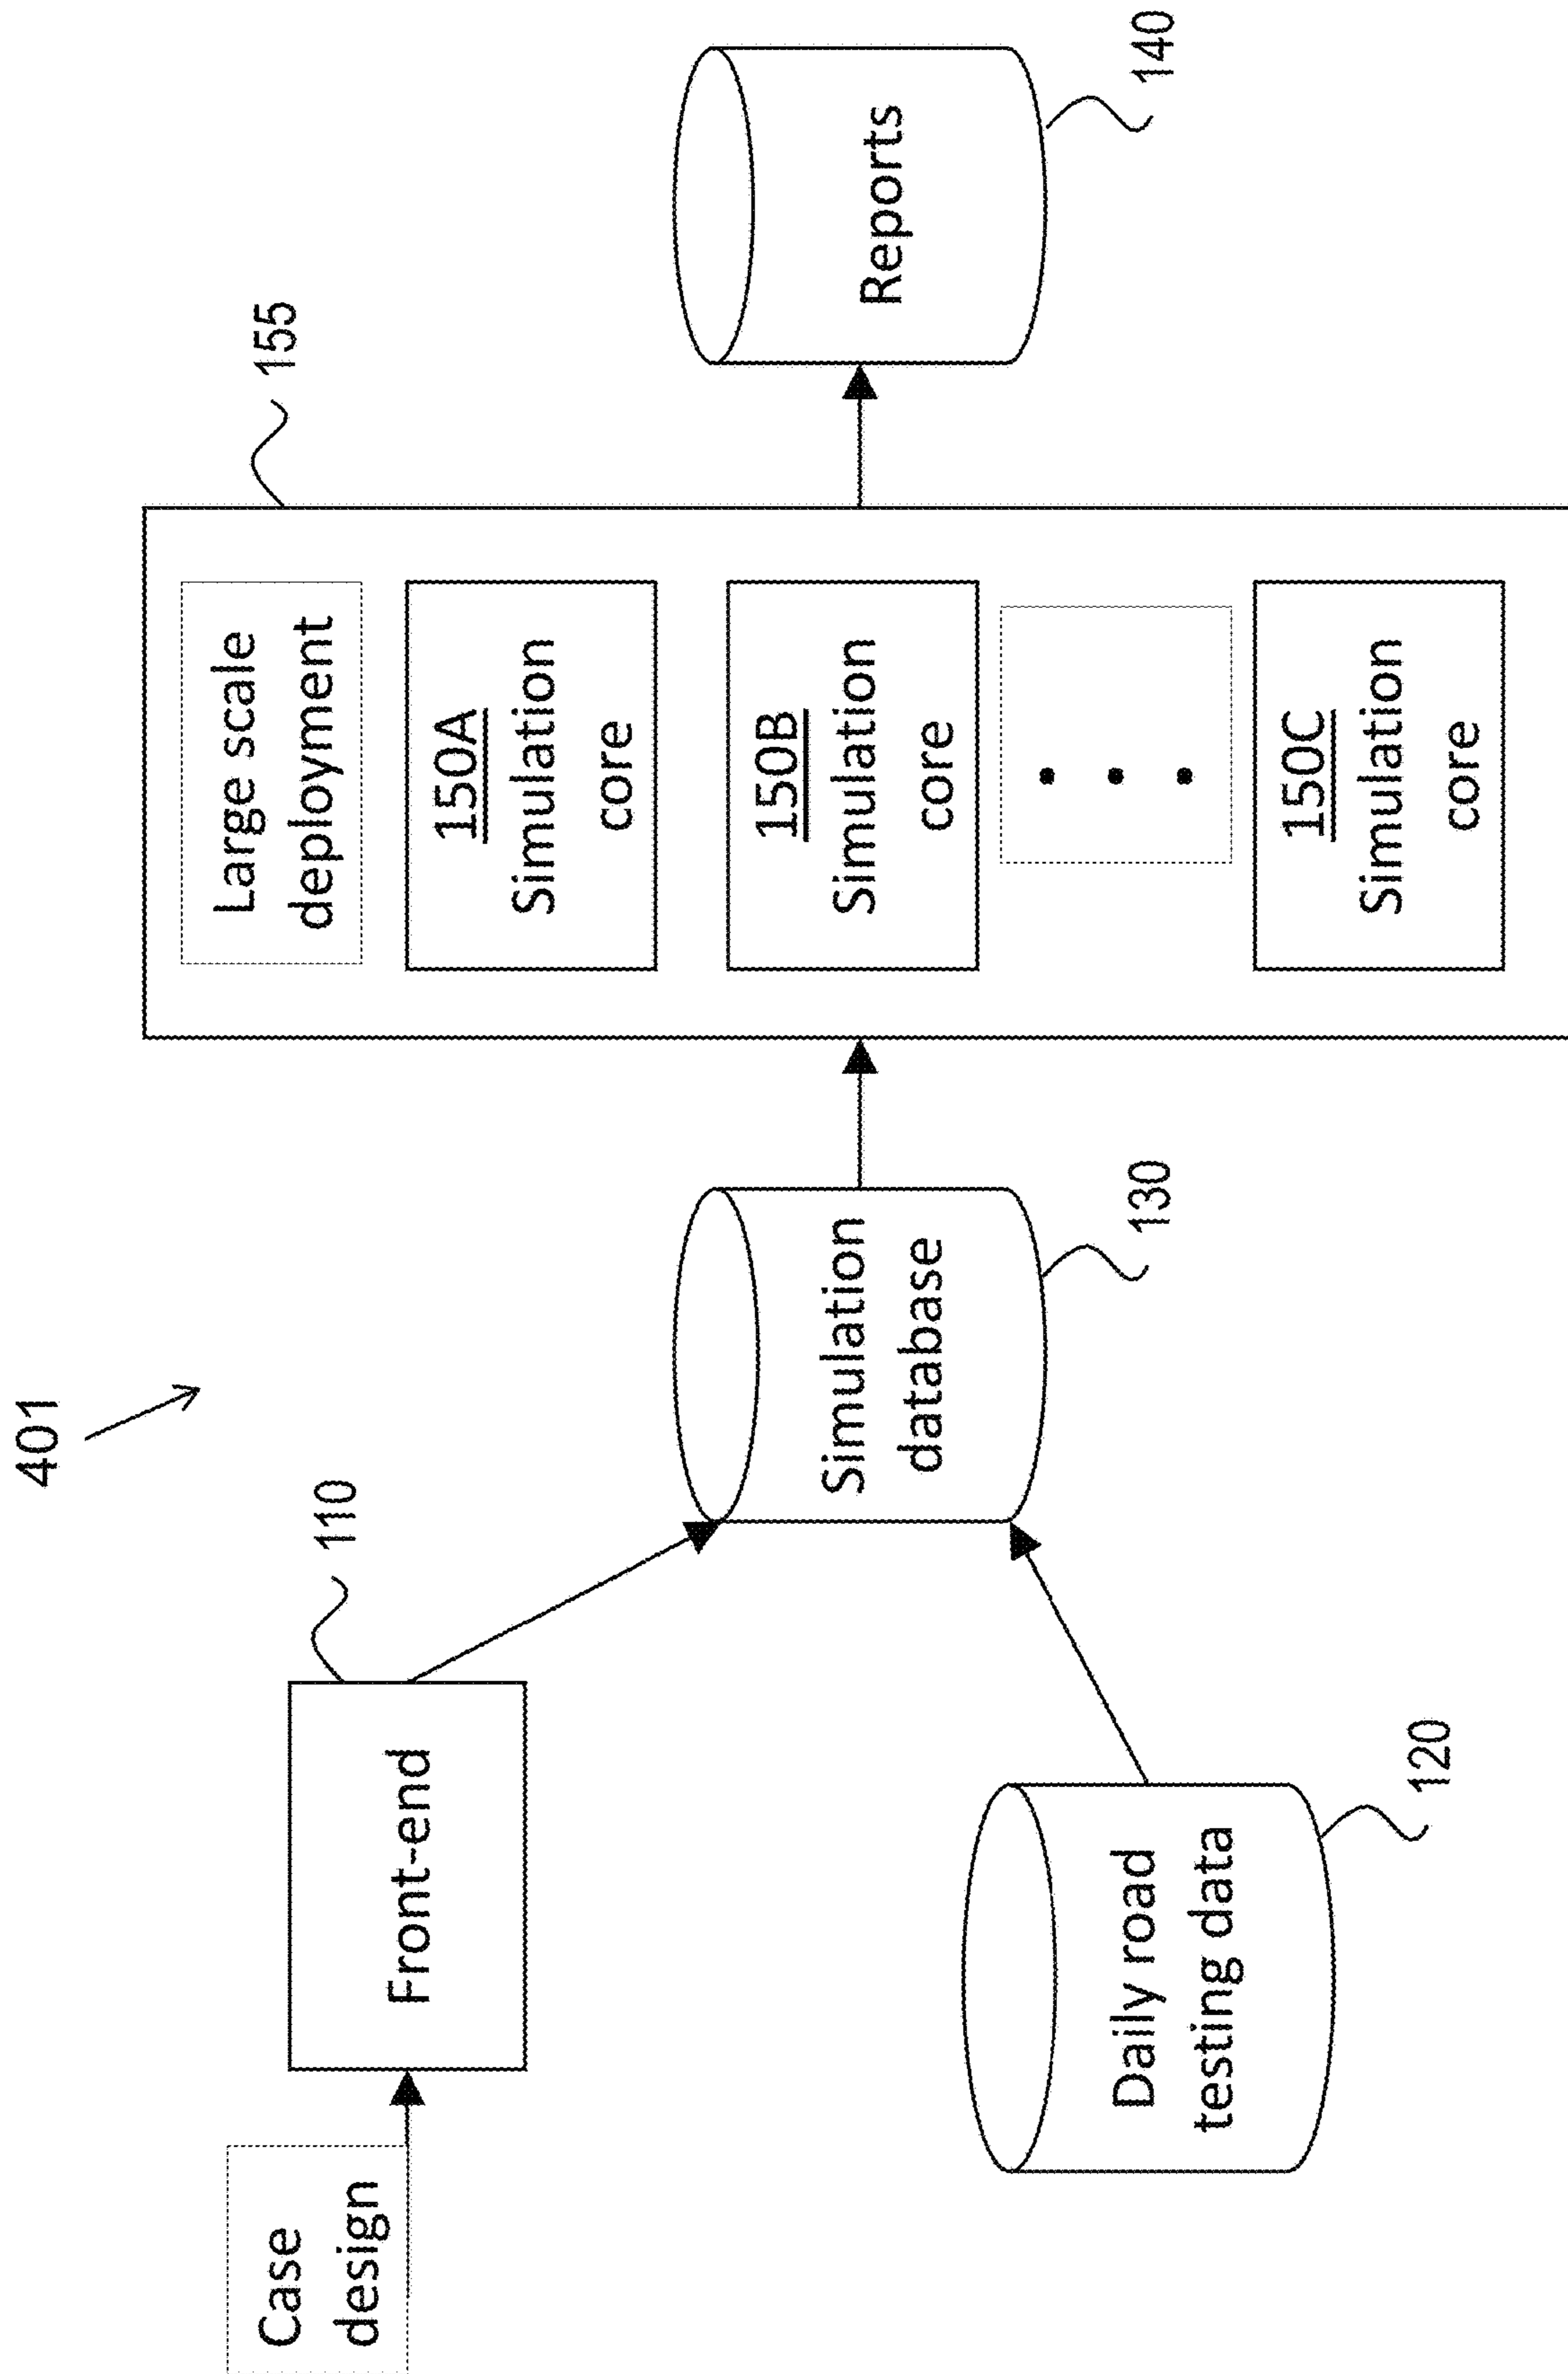 401
Case
design
Front-end
110
Daily road
testing data
120
Simulation
database
130
Large scale
deployment
150A
Simulation
core
150B
Simulation
core
150C
Simulation
core
155
Reports
140